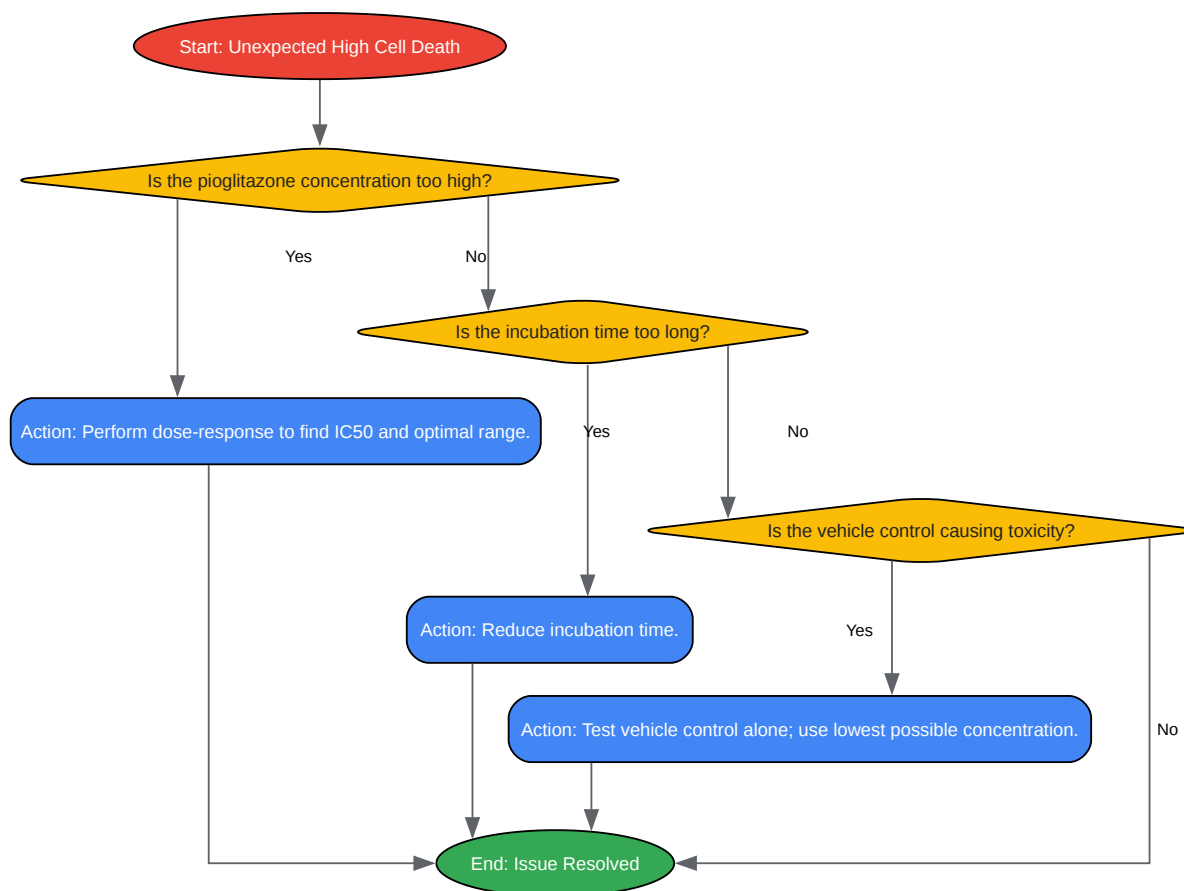 Start: Unexpected High Cell Death
Is the pioglitazone concentration too high?
Yes
No
Is the incubation time too long?
Action: Perform dose-response to find IC50 and optimal range.
Yes
No
Is the vehicle control causing toxicity?
Action: Reduce incubation time.
Yes
Action: Test vehicle control alone; use lowest possible concentration.
No
End: Issue Resolved